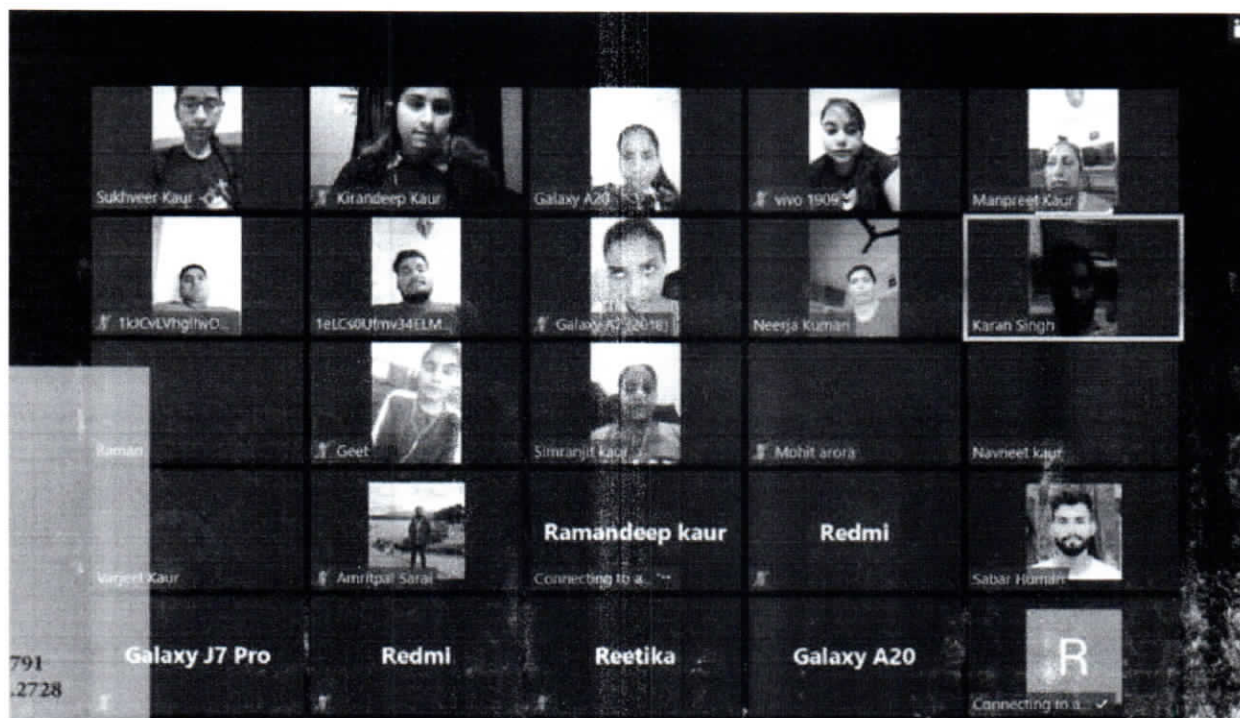 Sukhveer Kaur
Kirandeep Kaur
Galaxy A20
vivo 1909
Manpreet Kaur
Galaxy A7 (2018)
Neerja Kumari
Karan Singh
Raman
Geet
Simranjit kaur
Mohit arora
Navneet kaur
Varjeet Kaur
Amritpal Sarai
Ramandeep kaur
Connecting to a...
Redmi
Sabar Human
Galaxy J7 Pro
Redmi
Reetika
Galaxy A20
R
Connecting to a...
791
.2728